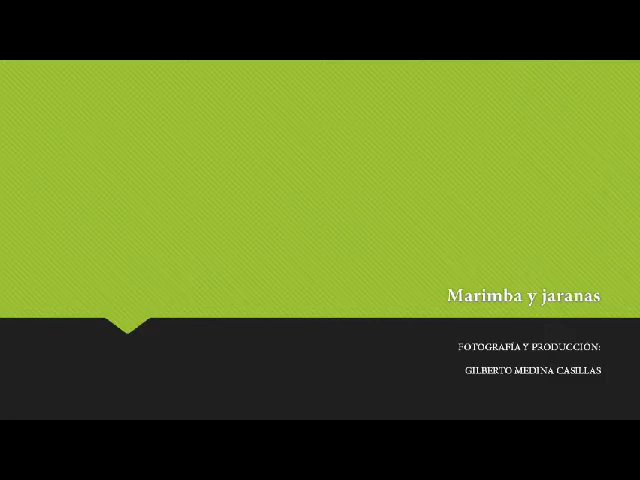 Marimba y jaranas
FOTOGRAFÍA Y PRODUCCIÓN:
GILBERTO MEDINA CASILLAS